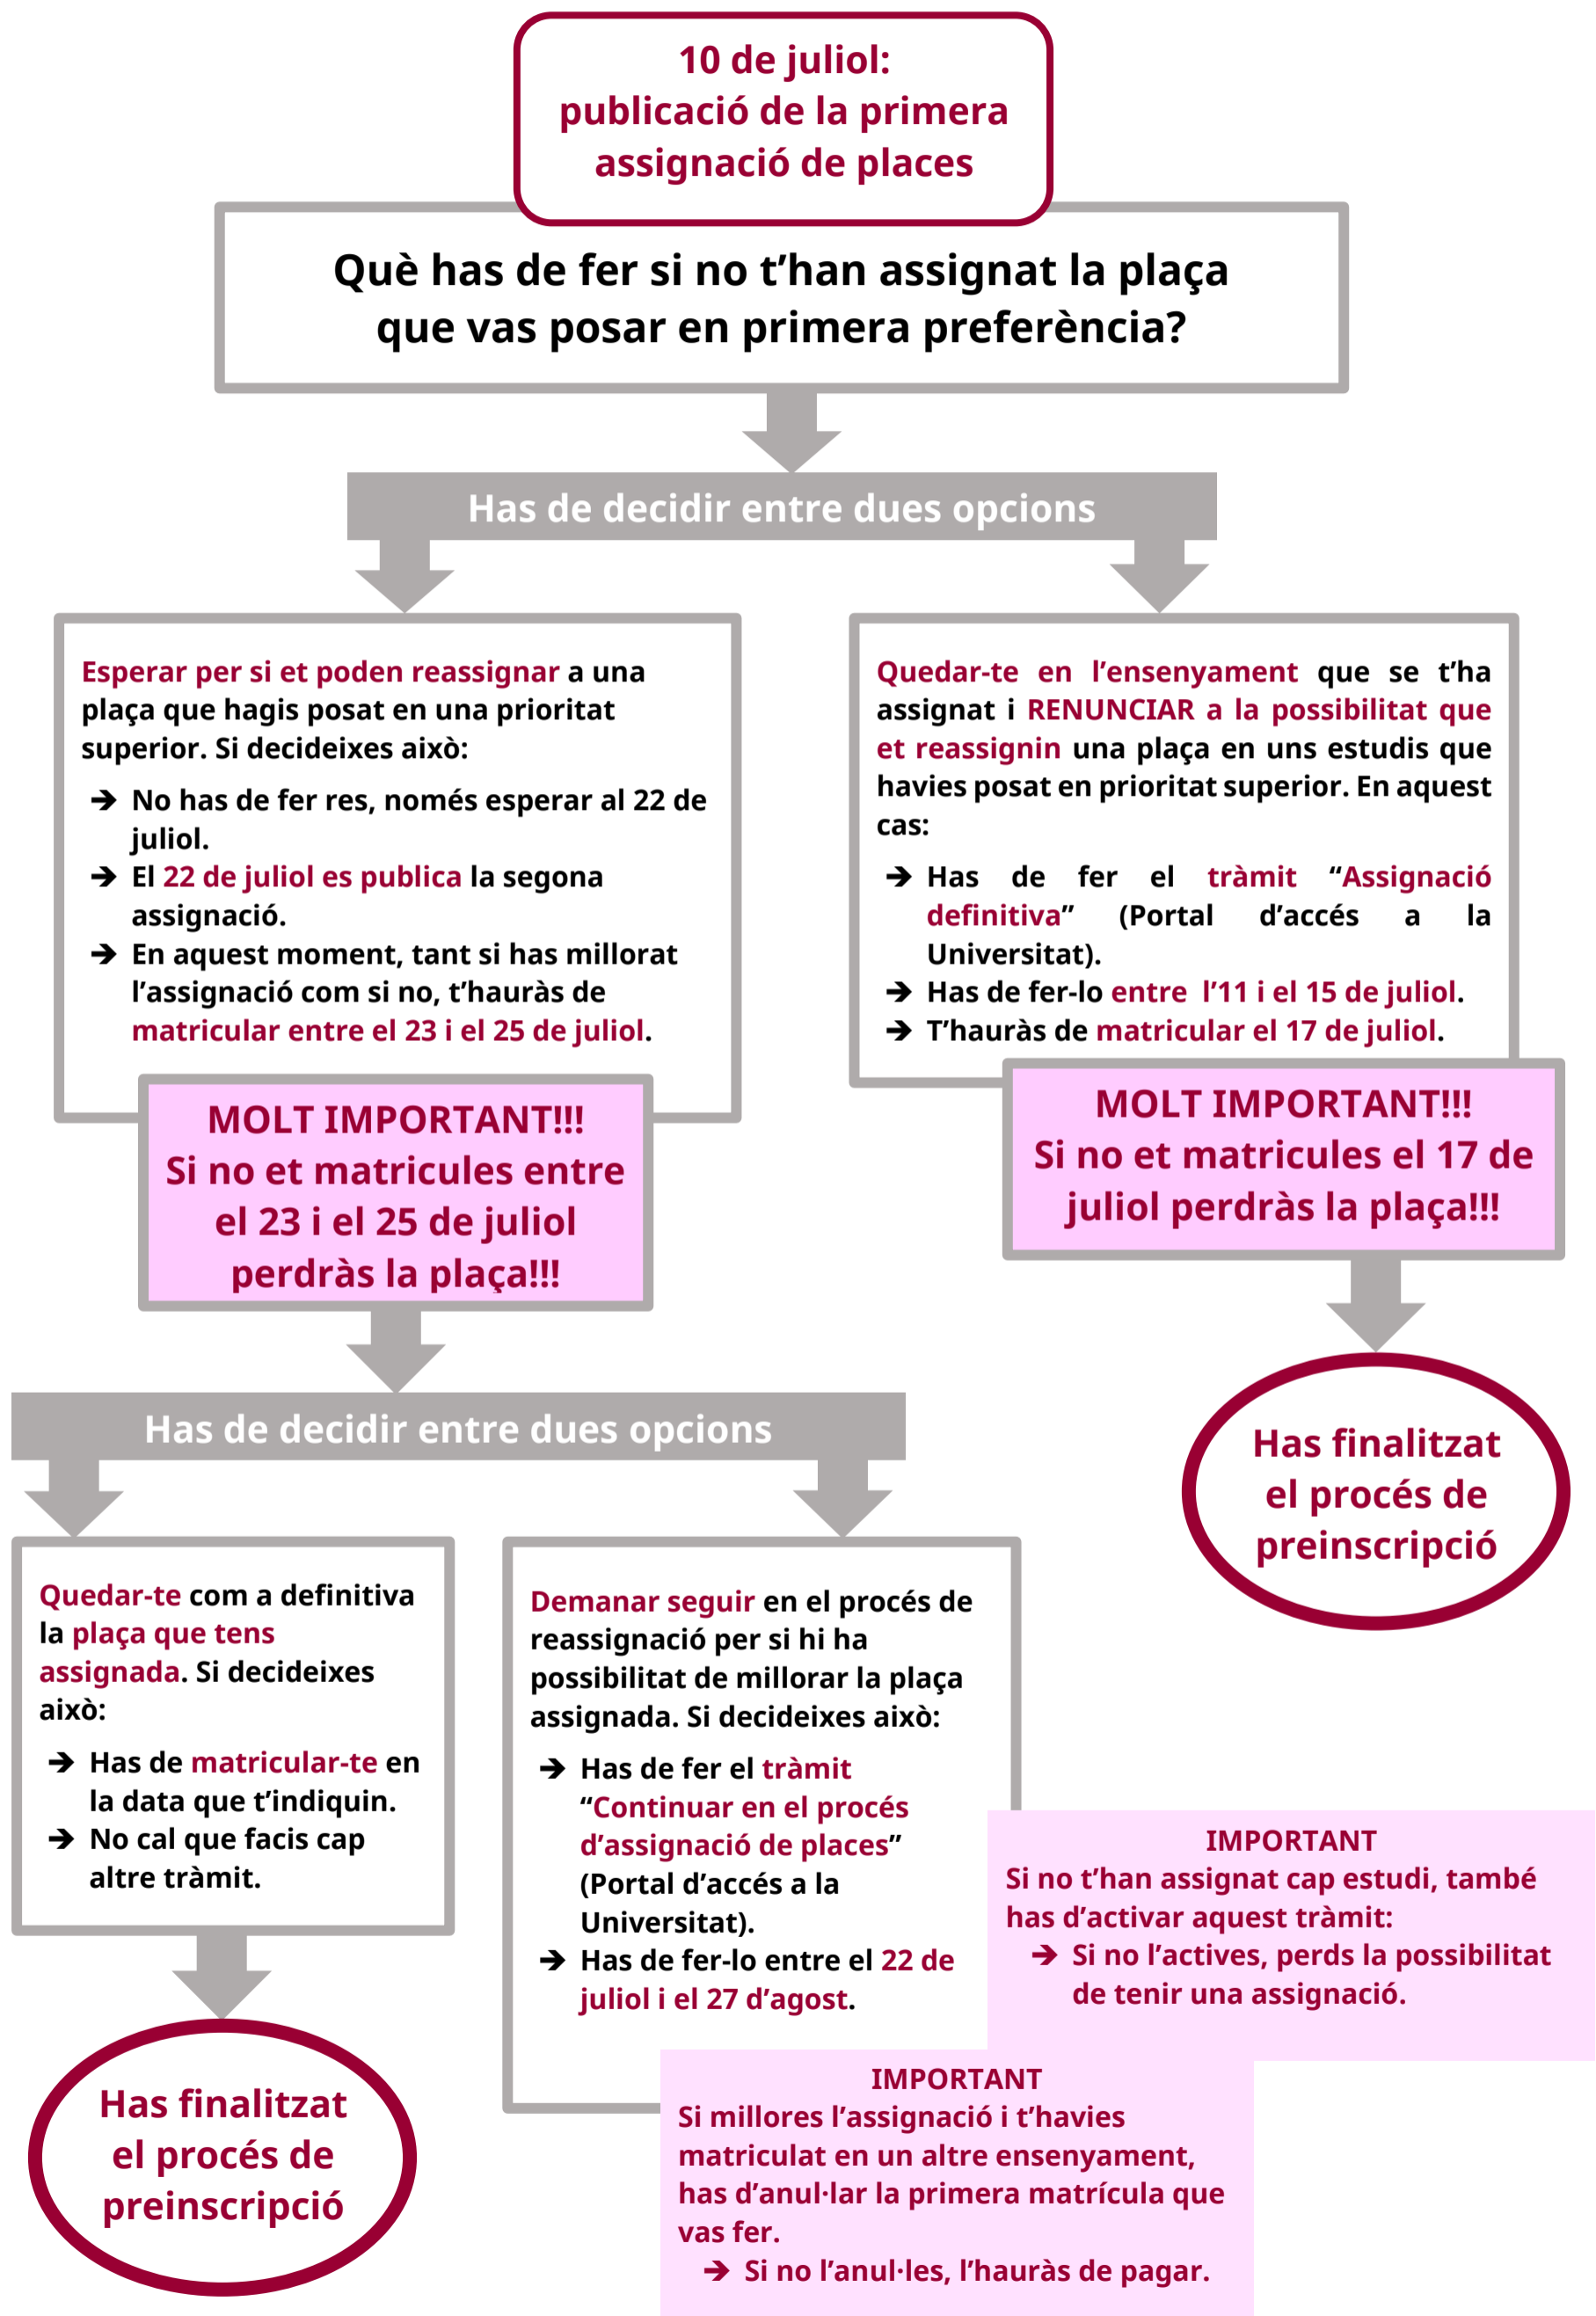 10 de juliol:
publicació de la primera
assignació de places
Què has de fer si no t’han assignat la plaça
que vas posar en primera preferència?
Has de decidir entre dues opcions
Esperar per si et poden reassignar a una
plaça que hagis posat en una prioritat
superior. Si decideixes això:
➔ No has de fer res, només esperar al 22 de
juliol.
➔ El 22 de juliol es publica la segona
assignació.
➔ En aquest moment, tant si has millorat
l’assignació com si no, t’hauràs de
matricular entre el 23 i el 25 de juliol.
MOLT IMPORTANT!!!
Si no et matricules entre
el 23 i el 25 de juliol
perdràs la plaça!!!
Quedar-te en l’ensenyament que se t’ha
assignat i RENUNCIAR a la possibilitat que
et reassignin una plaça en uns estudis que
havies posat en prioritat superior. En aquest
cas:
➔ Has de fer el tràmit “Assignació
definitiva” (Portal d’accés a la
Universitat).
➔ Has de fer-lo entre l’11 i el 15 de juliol.
➔ T’hauràs de matricular el 17 de juliol.
MOLT IMPORTANT!!!
Si no et matricules el 17 de
juliol perdràs la plaça!!!
Has finalitzat
el procés de
preinscripció
Has de decidir entre dues opcions
Quedar-te com a definitiva
la plaça que tens
assignada. Si decideixes
això:
➔ Has de matricular-te en
la data que t’indiquin.
➔ No cal que facis cap
altre tràmit.
Has finalitzat
el procés de
preinscripció
Demanar seguir en el procés de
reassignació per si hi ha
possibilitat de millorar la plaça
assignada. Si decideixes això:
➔ Has de fer el tràmit
“Continuar en el procés
d’assignació de places”
(Portal d’accés a la
Universitat).
➔ Has de fer-lo entre el 22 de
juliol i el 27 d’agost.
IMPORTANT
Si no t’han assignat cap estudi, també
has d’activar aquest tràmit:
➔ Si no l’actives, perds la possibilitat
de tenir una assignació.
IMPORTANT
Si millores l’assignació i t’havies
matriculat en un altre ensenyament,
has d’anul·lar la primera matrícula que
vas fer.
➔ Si no l’anul·les, l’hauràs de pagar.